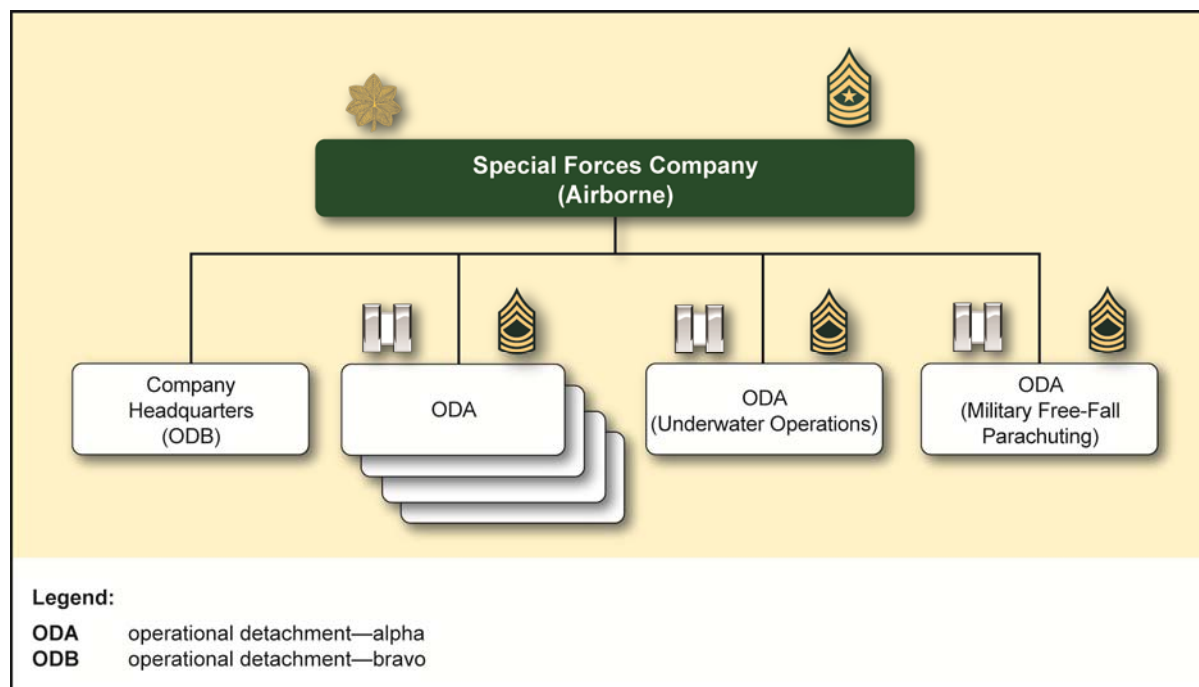 Special Forces Company
(Airborne)
Company
Headquarters
(ODB)
ODA
ODA
(Underwater Operations)
ODA
(Military Free-Fall
Parachuting)
Legend:
ODA operational detachment—alpha
ODB operational detachment—bravo